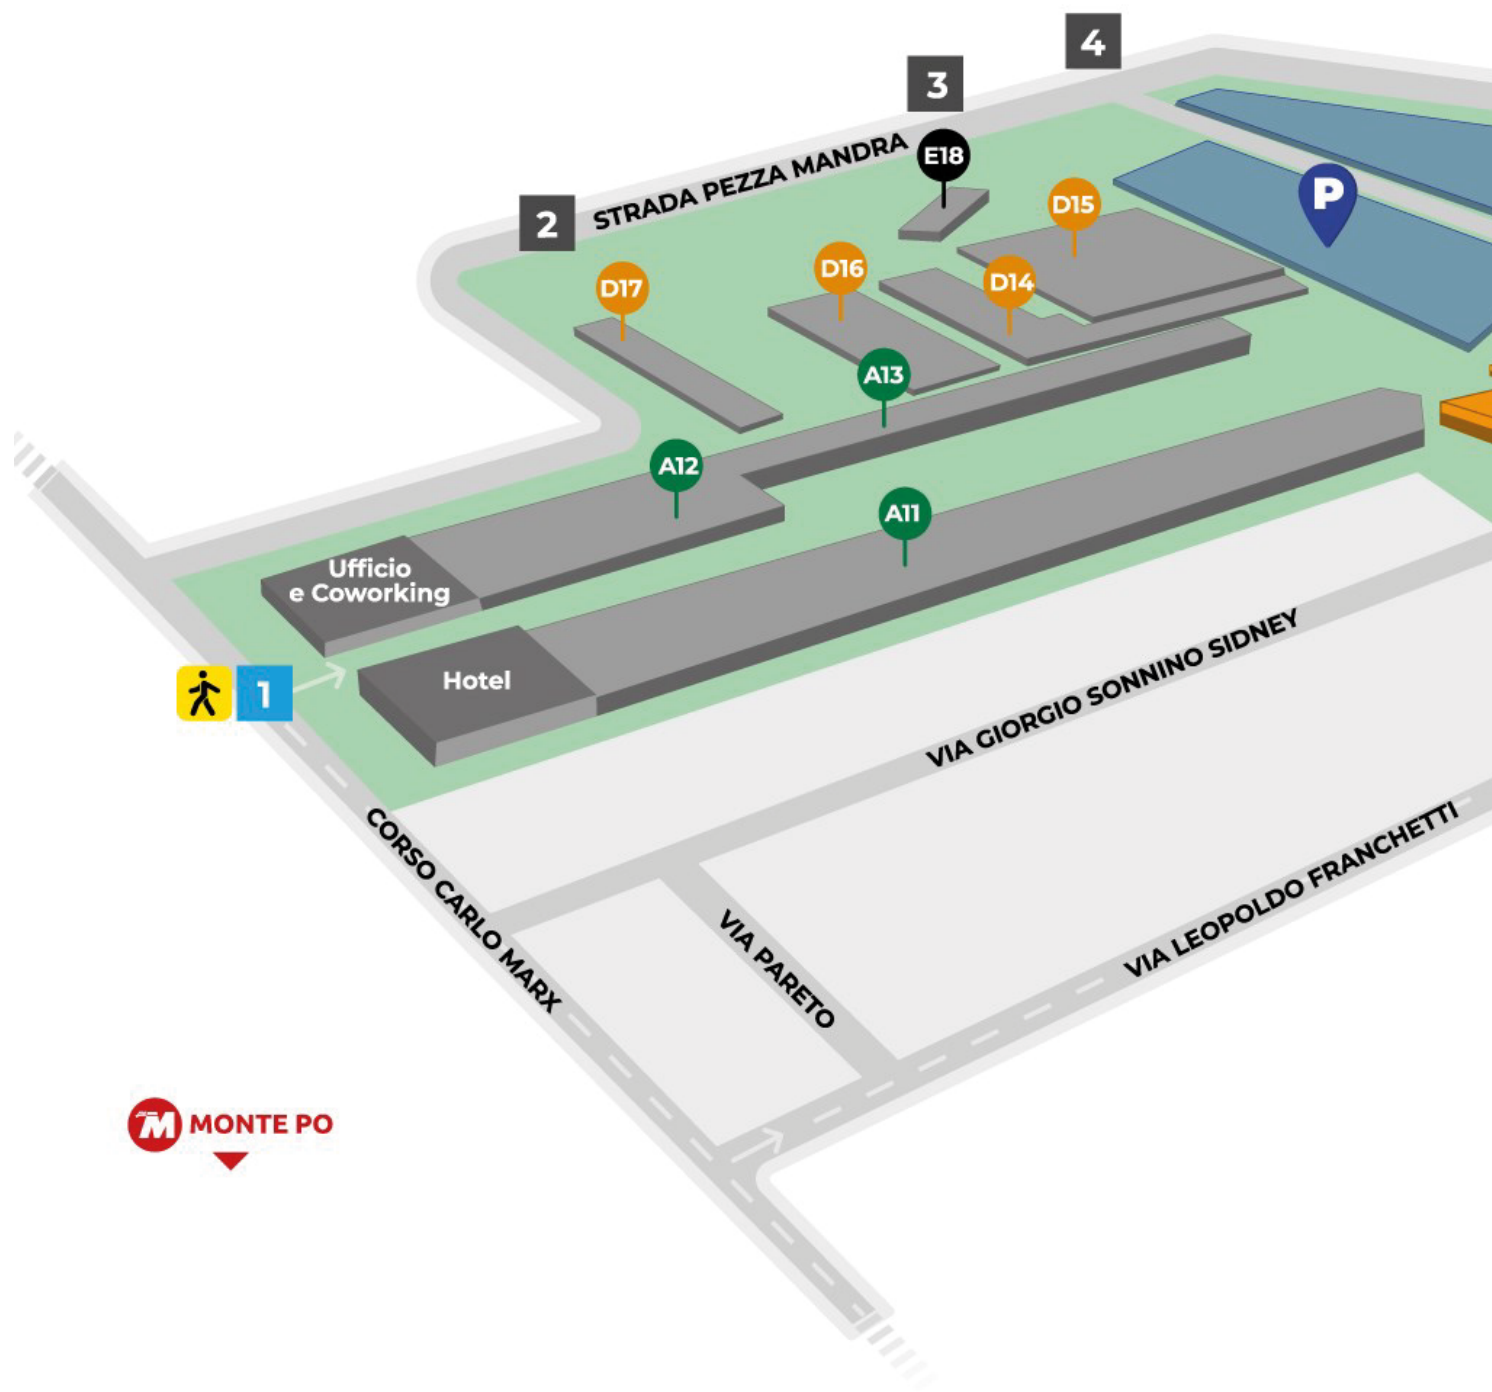 4
3
STRADA PEZZA MANDRA
E18
P
D15
2
D16
D14
D17
A13
A12
A11
Ufficio
e Coworking
Hotel
1
VIA GIORGIO SONNINO SIDNEY
CORSO CARLO MARX
VIA PARETO
VIA LEOPOLDO FRANCHETTI
M MONTE PO